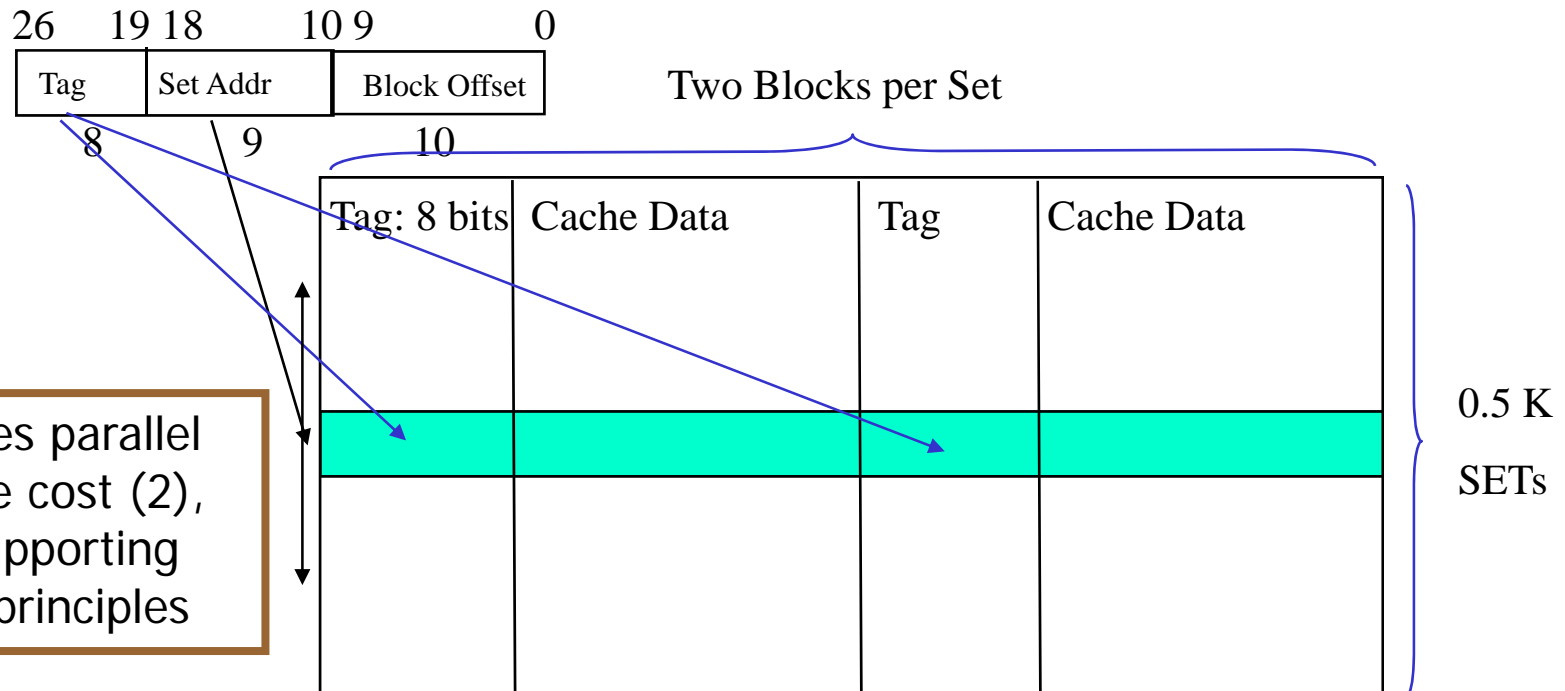 26 19 18 10 9 0
Tag Set Addr Block Offset
8 9 10
Two Blocks per Set
Tag: 8 bits Cache Data Tag Cache Data
0.5 K
SETs
es parallel
e cost (2),
pporting
principles